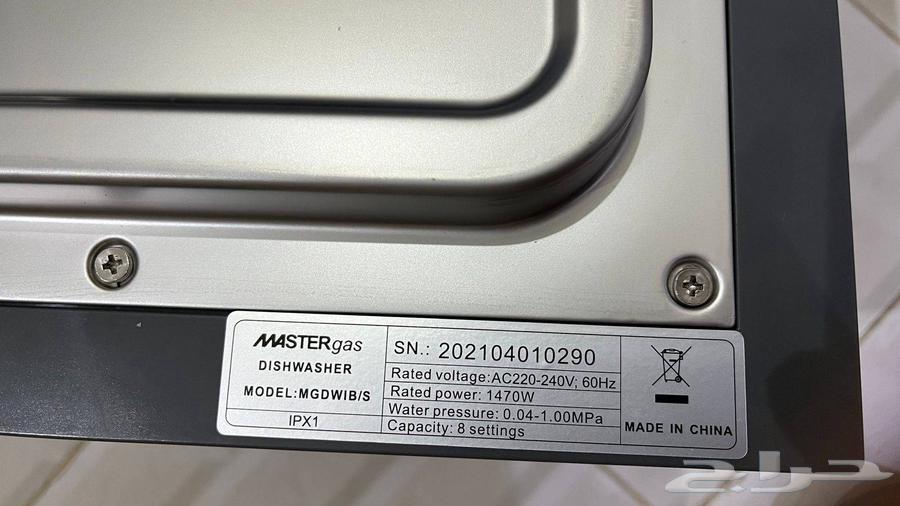 MASTERgas
DISHWASHER
MODEL:MGDWIB/S
IPX1
SN.: 202104010290
Rated voltage:AC220-240V; 60Hz
Rated power: 1470W
Water pressure: 0.04-1.00MPa
Capacity: 8 settings
MADE IN CHINA
حراج